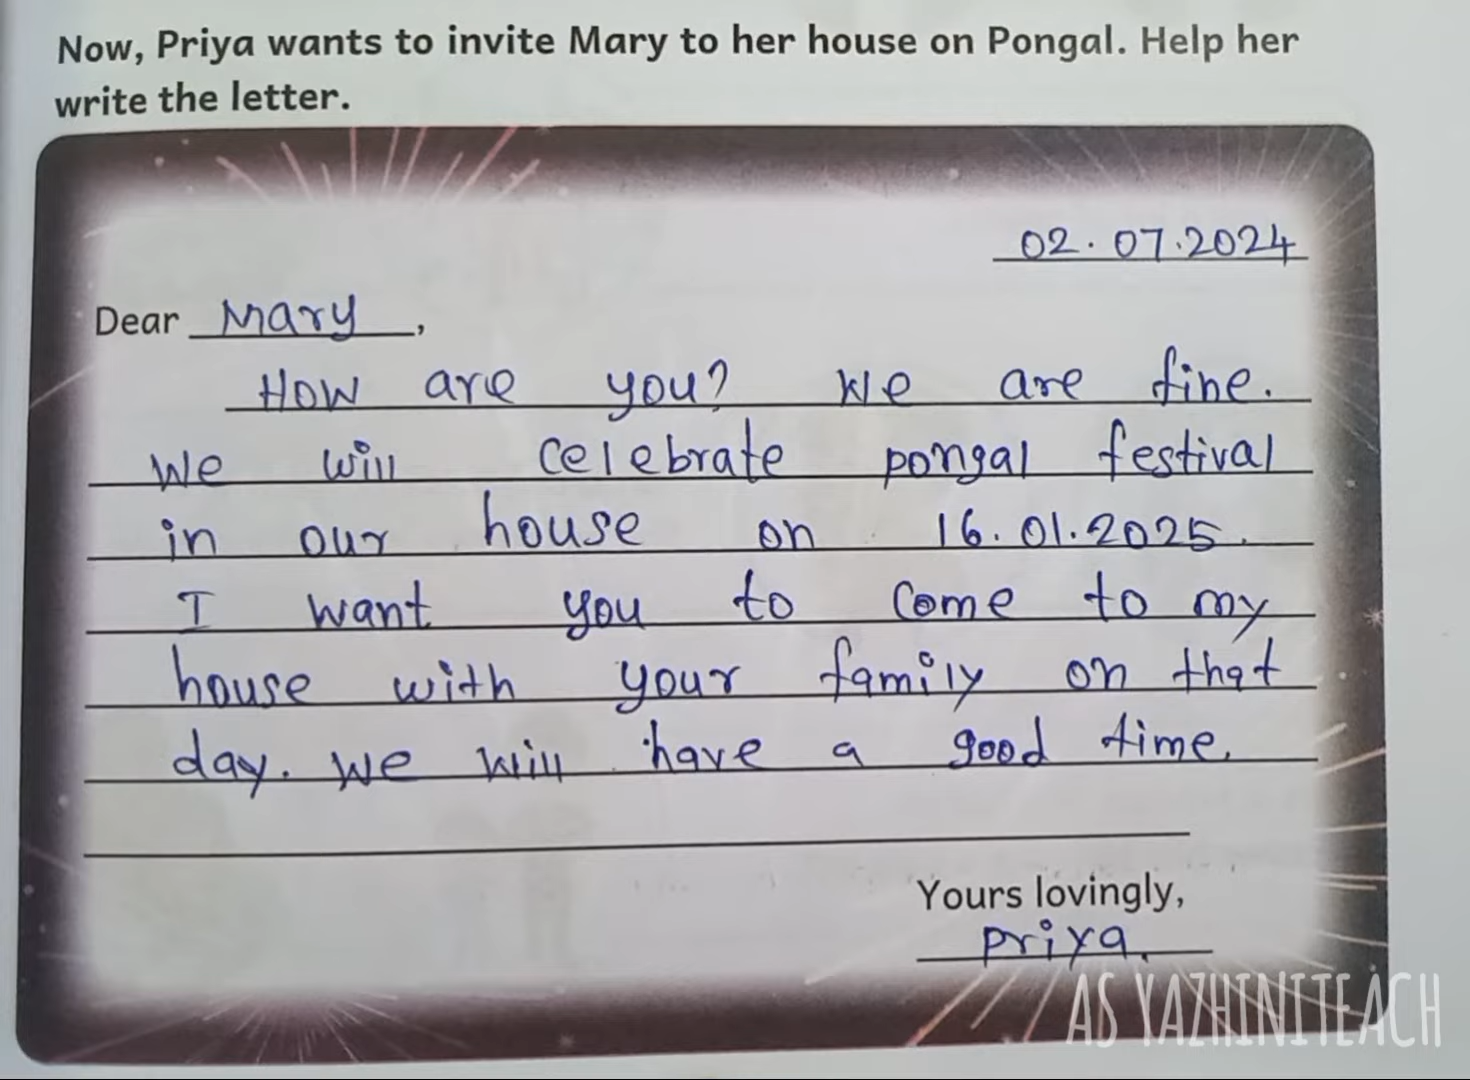 Now, Priya wants to invite Mary to her house on Pongal. Help her
write the letter.
02.07.2024
Dear Mary,
How are you? We are fine.
We will celebrate pongal festival
in our house on 16.01.2025.
I want you to come to my
house with your family on that
day. We will have a good time.
Yours lovingly,
Priya.
AS YAZHINITEACH